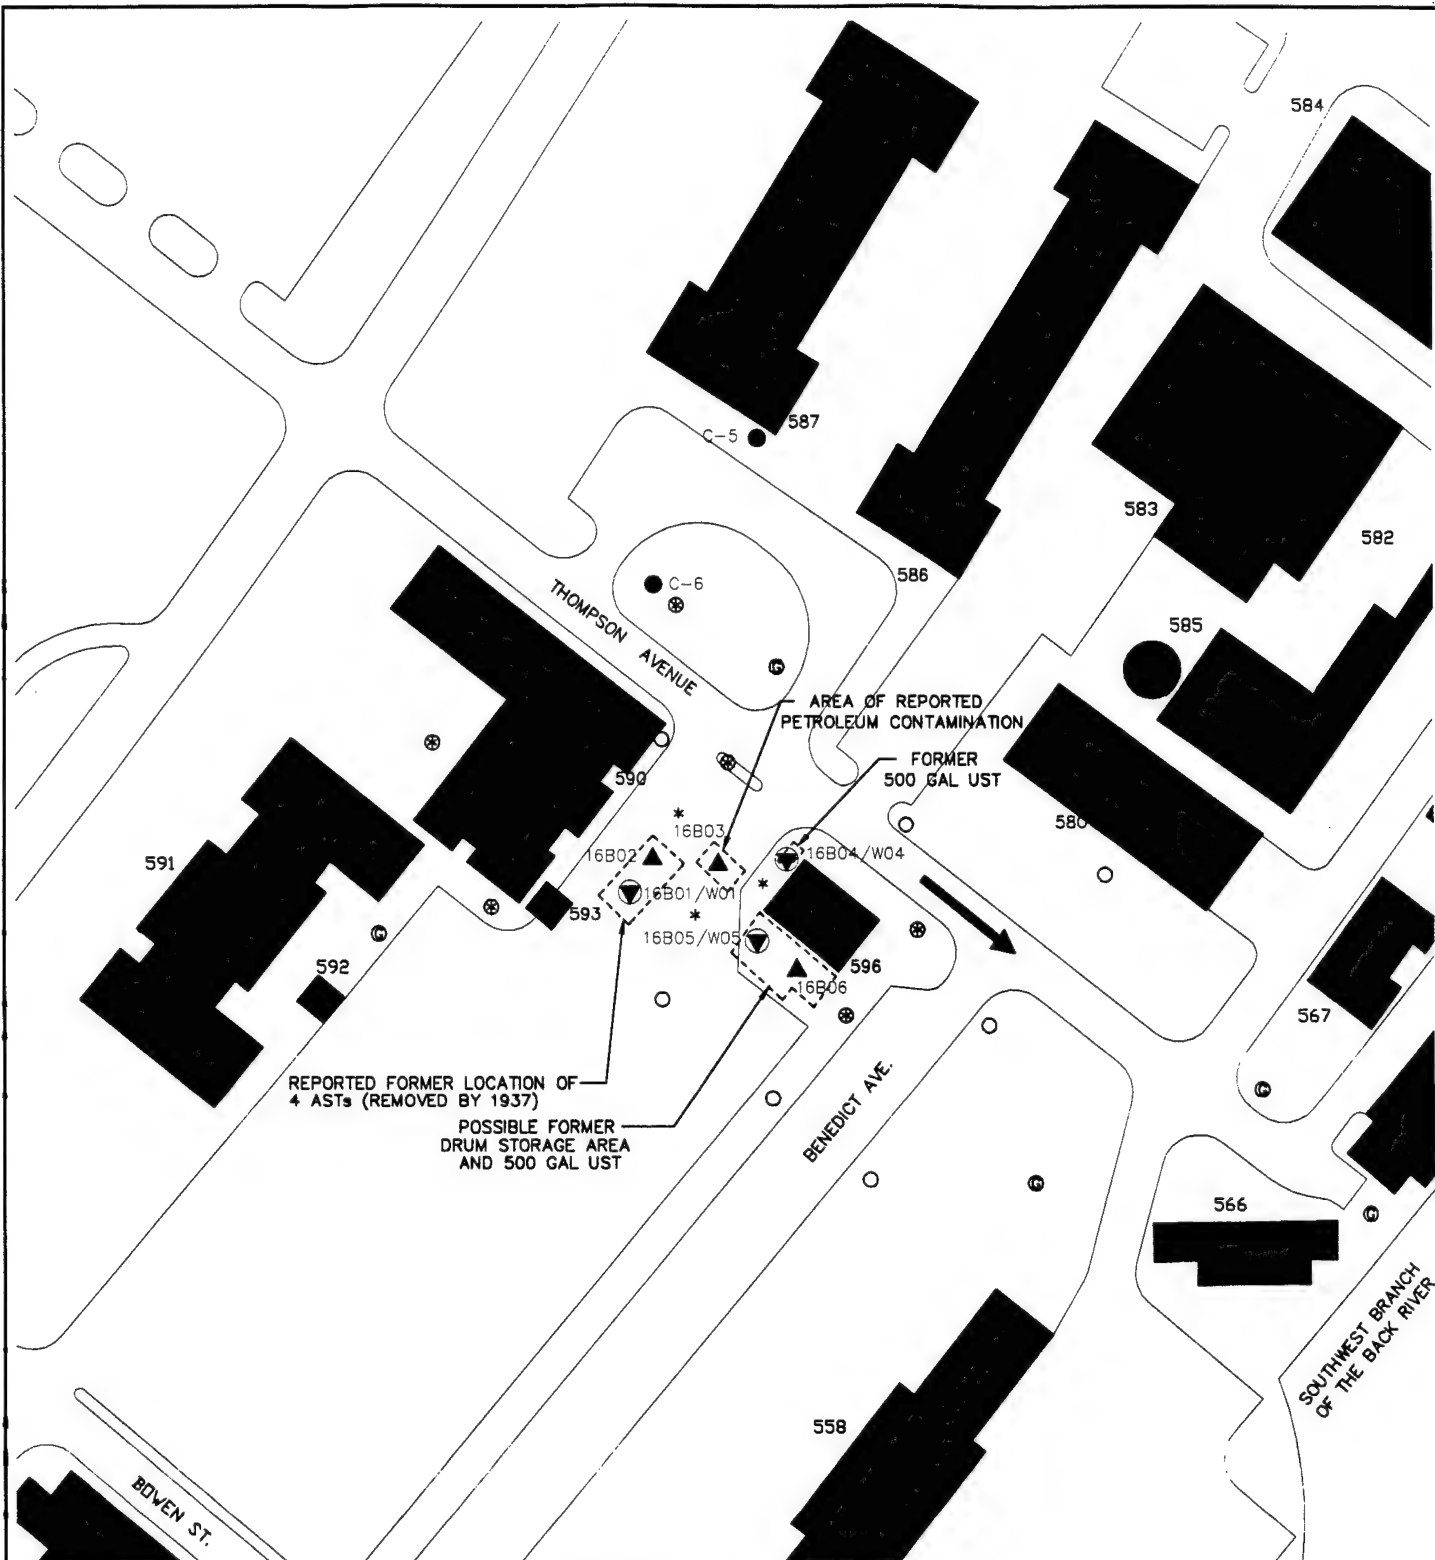 584
587
C-5
583
582
586
C-6
585
THOMPSON AVENUE
AREA OF REPORTED
PETROLEUM CONTAMINATION
FORMER
500 GAL UST
590
580
16B03
591
16B02
16B04/W04
16B01/W01
593
16B05/W05
592
596
16B06
567
REPORTED FORMER LOCATION OF
4 ASTs (REMOVED BY 1937)
POSSIBLE FORMER
DRUM STORAGE AREA
AND 500 GAL UST
BENEDICT AVE.
566
SOUTHWEST BRANCH
OF THE BACK RIVER
558
BOWEN ST.
G
G
G
G
G